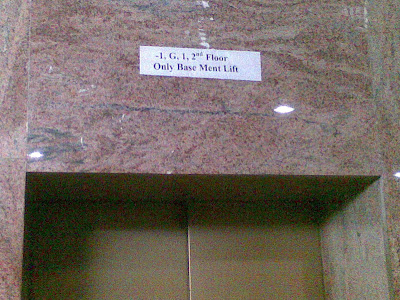 -1, G, 1, 2nd Floor
Only Base Ment Lift